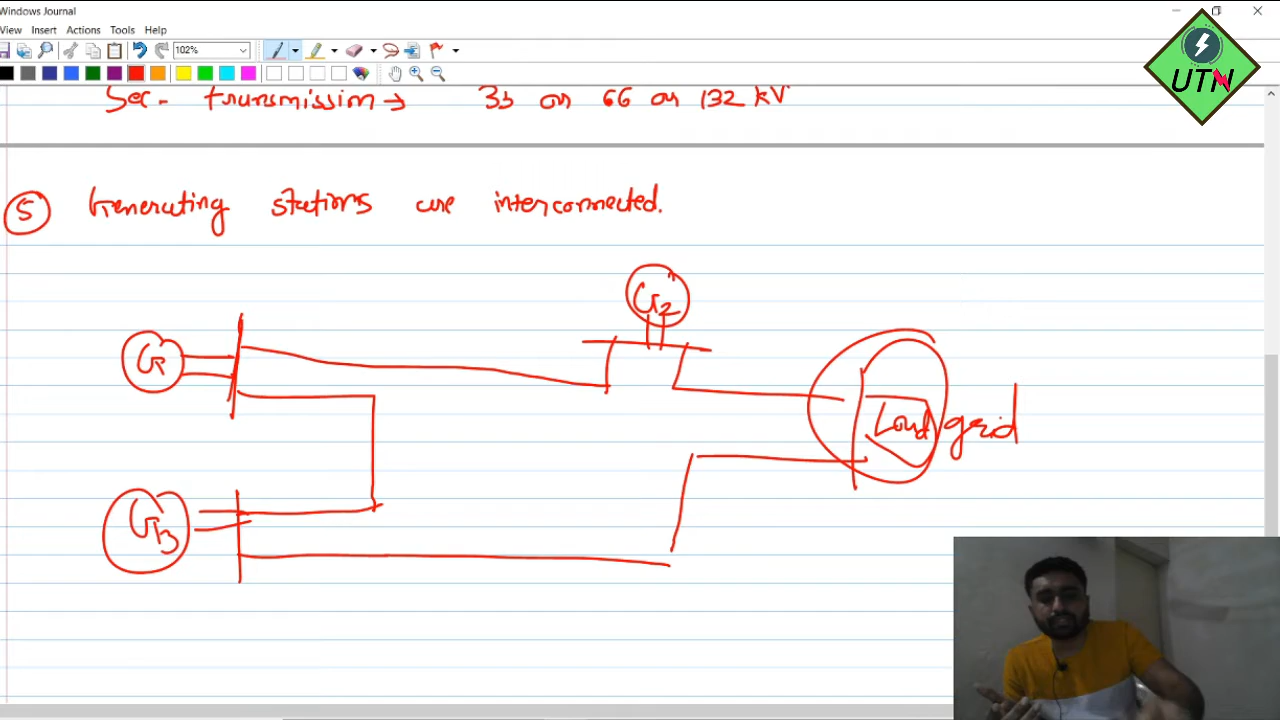 Windows Journal
View Insert Actions Tools Help
102%
UTN
Sec. transmission → 33 or 66 or 132 kV
5 Generating stations are interconnected.
G2
G
Load grid
G3